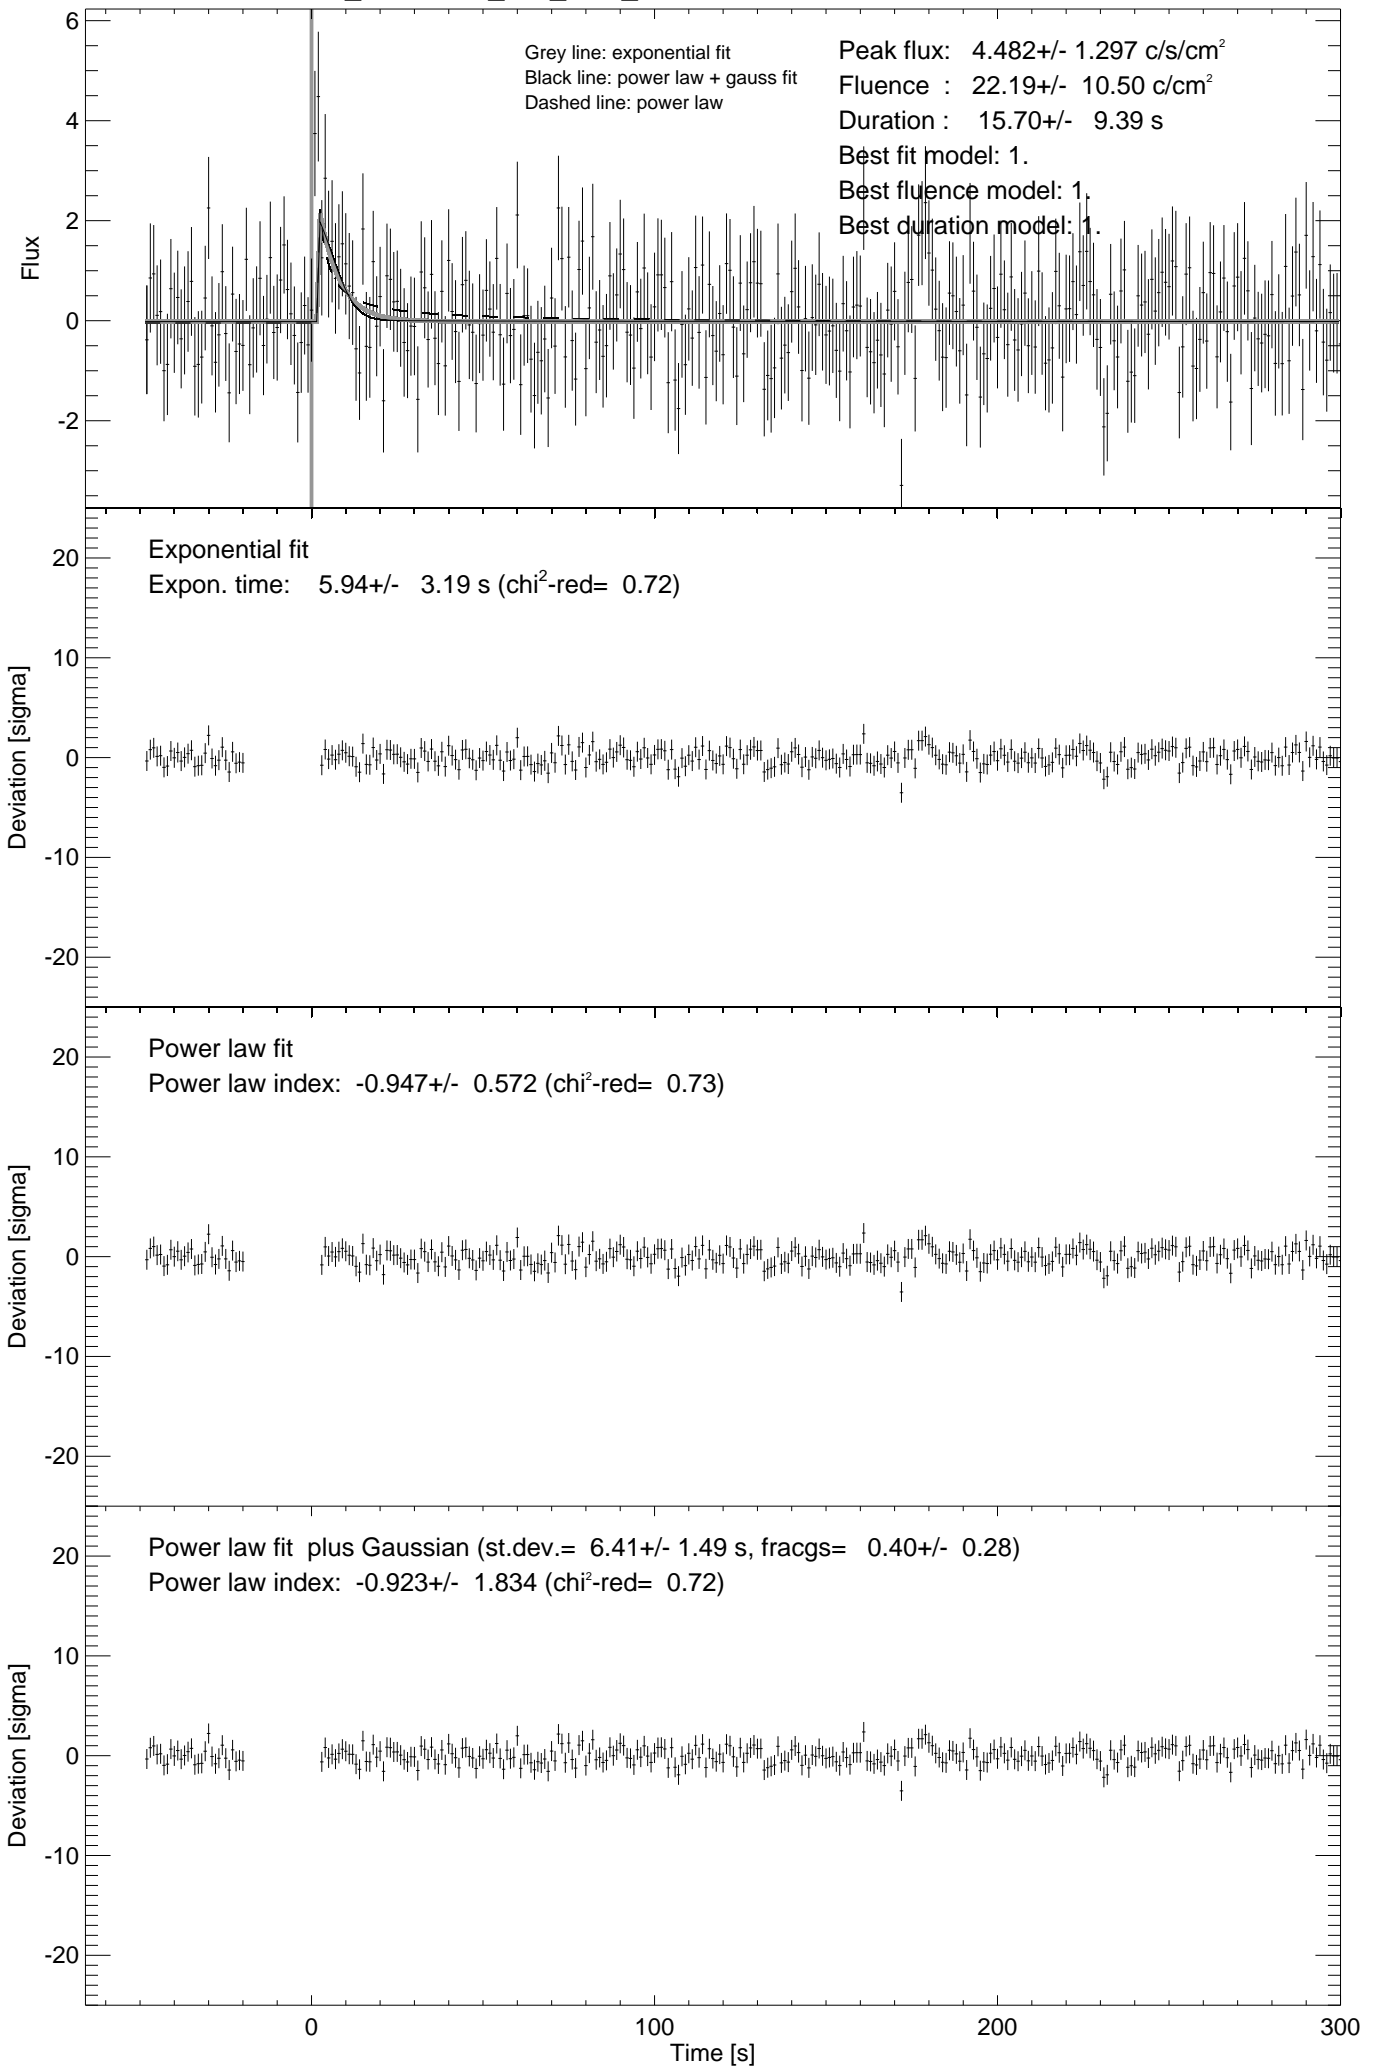 6
4
2
0
-2
Flux
Grey line: exponential fit
Black line: power law + gauss fit
Dashed line: power law
Peak flux: 4.482+/- 1.297 c/s/cm²
Fluence : 22.19+/- 10.50 c/cm²
Duration : 15.70+/- 9.39 s
Best fit model: 1.
Best fluence model: 1.
Best duration model: 1.
20
10
0
-10
-20
Deviation [sigma]
Exponential fit
Expon. time: 5.94+/- 3.19 s (chi²-red= 0.72)
20
10
0
-10
-20
Deviation [sigma]
Power law fit
Power law index: -0.947+/- 0.572 (chi²-red= 0.73)
20
10
0
-10
-20
Deviation [sigma]
Power law fit plus Gaussian (st.dev.= 6.41+/- 1.49 s, fracgs= 0.40+/- 0.28)
Power law index: -0.923+/- 1.834 (chi²-red= 0.72)
0
100
200
300
Time [s]